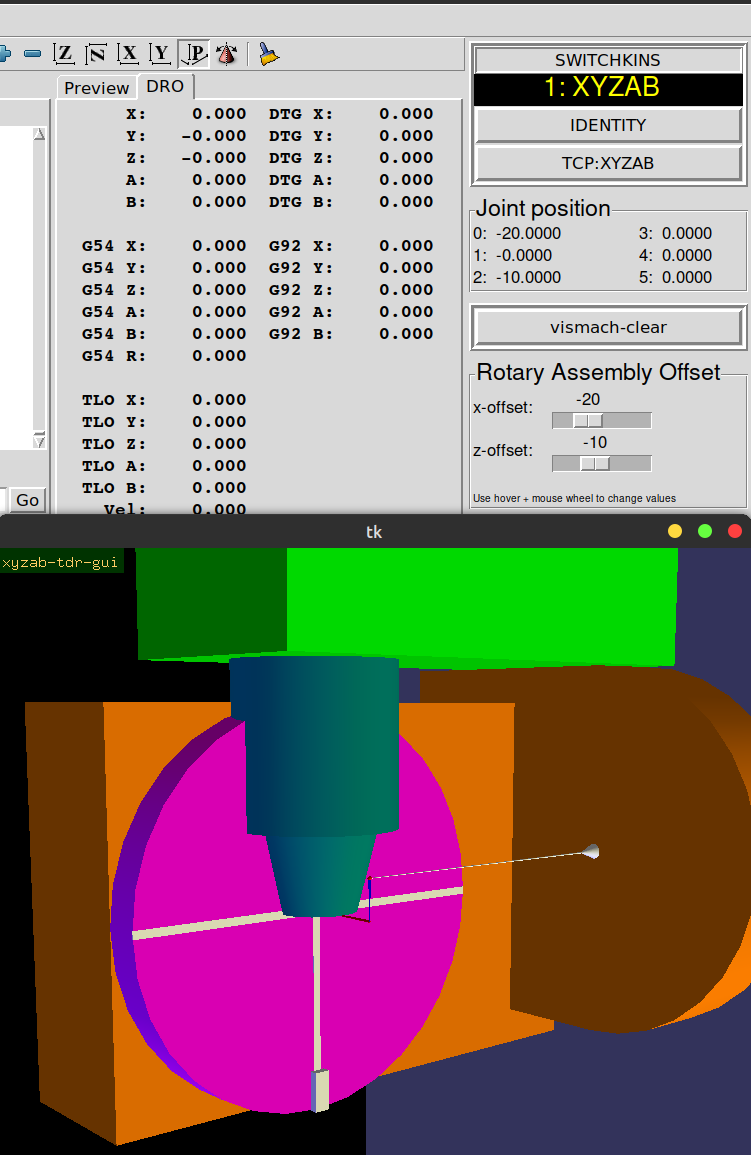 Z N X Y P
Preview DRO
X: 0.000 DTG X: 0.000
Y: -0.000 DTG Y: 0.000
Z: -0.000 DTG Z: 0.000
A: 0.000 DTG A: 0.000
B: 0.000 DTG B: 0.000
G54 X: 0.000 G92 X: 0.000
G54 Y: 0.000 G92 Y: 0.000
G54 Z: 0.000 G92 Z: 0.000
G54 A: 0.000 G92 A: 0.000
G54 B: 0.000 G92 B: 0.000
G54 R: 0.000
TLO X: 0.000
TLO Y: 0.000
TLO Z: 0.000
TLO A: 0.000
TLO B: 0.000
Vel: 0.000
Go
SWITCHKINS
1: XYZAB
IDENTITY
TCP:XYZAB
Joint position
0: -20.0000 3: 0.0000
1: -0.0000 4: 0.0000
2: -10.0000 5: 0.0000
vismach-clear
Rotary Assembly Offset
-20
x-offset:
-10
z-offset:
Use hover + mouse wheel to change values
tk
xyzab-tdr-gui